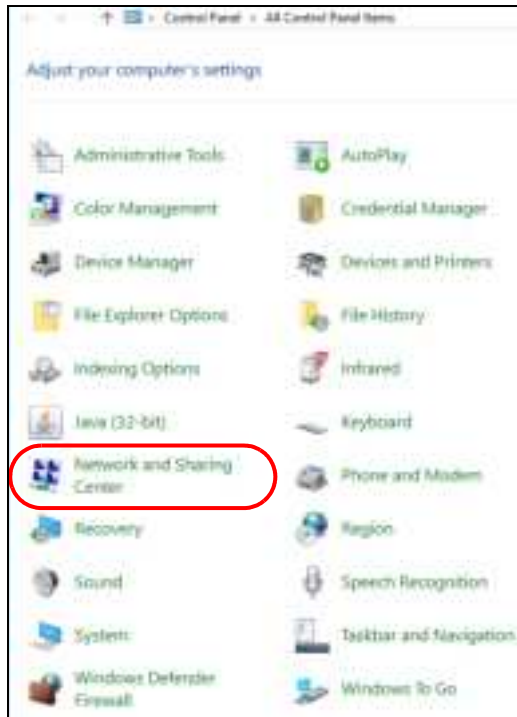 Control Panel › All Control Panel Items
Adjust your computer's settings
Administrative Tools
AutoPlay
Color Management
Credential Manager
Device Manager
Devices and Printers
File Explorer Options
File History
Indexing Options
Infrared
Java (32-bit)
Keyboard
Network and Sharing
Center
Phone and Modem
Recovery
Region
Sound
Speech Recognition
System
Taskbar and Navigation
Windows Defender
Firewall
Windows To Go